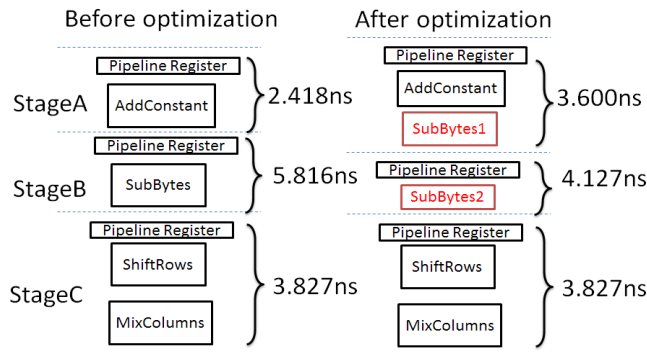 Before optimization
After optimization
StageA
Pipeline Register
AddConstant
2.418ns
Pipeline Register
AddConstant
SubBytes1
3.600ns
StageB
Pipeline Register
SubBytes
5.816ns
Pipeline Register
SubBytes2
4.127ns
StageC
Pipeline Register
ShiftRows
MixColumns
3.827ns
Pipeline Register
ShiftRows
MixColumns
3.827ns